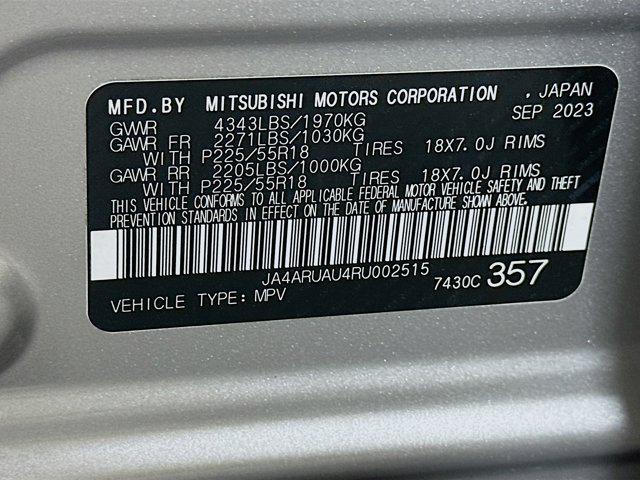 MFD.BY MITSUBISHI MOTORS CORPORATION , JAPAN
SEP 2023
GVWR 4343LBS/1970KG
GAWR FR 2271LBS/1030KG
WITH P225/55R18 TIRES 18X7.0J RIMS
GAWR RR 2205LBS/1000KG
WITH P225/55R18 TIRES 18X7.0J RIMS
THIS VEHICLE CONFORMS TO ALL APPLICABLE FEDERAL MOTOR VEHICLE SAFETY AND THEFT
PREVENTION STANDARDS IN EFFECT ON THE DATE OF MANUFACTURE SHOWN ABOVE.
JA4ARUAU4RU002515
VEHICLE TYPE:MPV 7430C 357